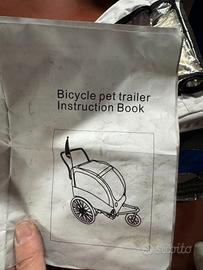 Bicycle pet trailer
Instruction Book
subito